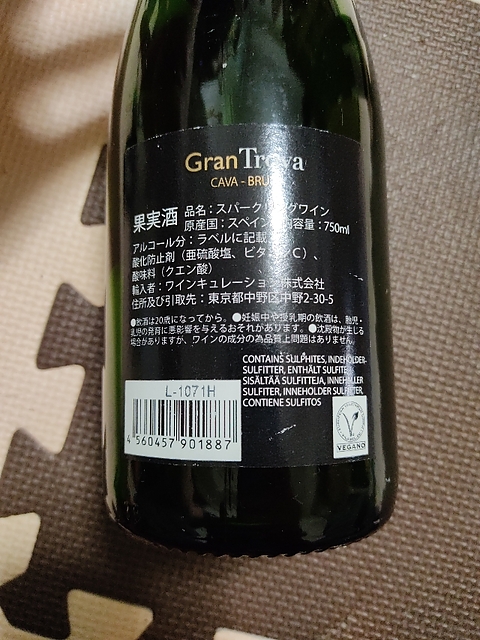 GranTroya
CAVA - BRUT
果実酒
品名：スパークリングワイン
原産国：スペイン 内容量：750ml
アルコール分：ラベルに記載
酸化防止剤（亜硫酸塩、ビタミンC）、
酸味料（クエン酸）
輸入者：ワインキュレーション株式会社
住所及び引取先：東京都中野区中野2-30-5
●飲酒は20歳になってから。●妊娠中や授乳期の飲酒は、胎児・
乳児の発育に悪影響を与えるおそれがあります。●沈殿物が生じる
場合がありますが、ワインの成分の為品質上問題はありません。
CONTAINS SULPHITES, INDEHOLDER-
SULFITTER, ENTHÄLT SULFITE,
SISÄLTÄÄ SULFITTEJA, INNEHÅLLER
SULFITER, INNEHOLDER SULFITTER,
CONTIENE SULFITOS
L-1071H
4 560457 901887
VEGANO